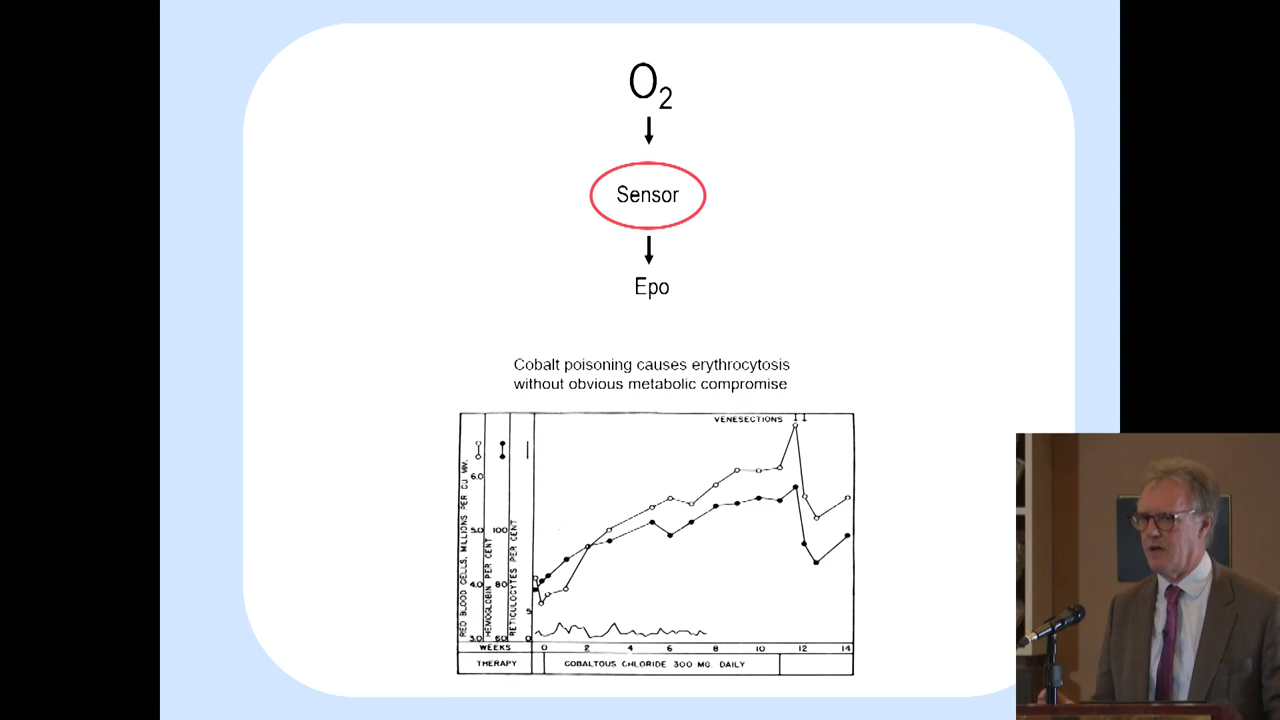 O₂
Sensor
Epo
Cobalt poisoning causes erythrocytosis
without obvious metabolic compromise
VENESECTIONS
RED BLOOD CELLS, MILLIONS PER CU. MM.
HEMOGLOBIN PER CENT
RETICULOCYTES PER CENT
6.0
5.0 100
4.0 80
5
3.0 60 0
WEEKS 0 2 4 6 8 10 12 14
THERAPY COBALTOUS CHLORIDE 300 MG. DAILY